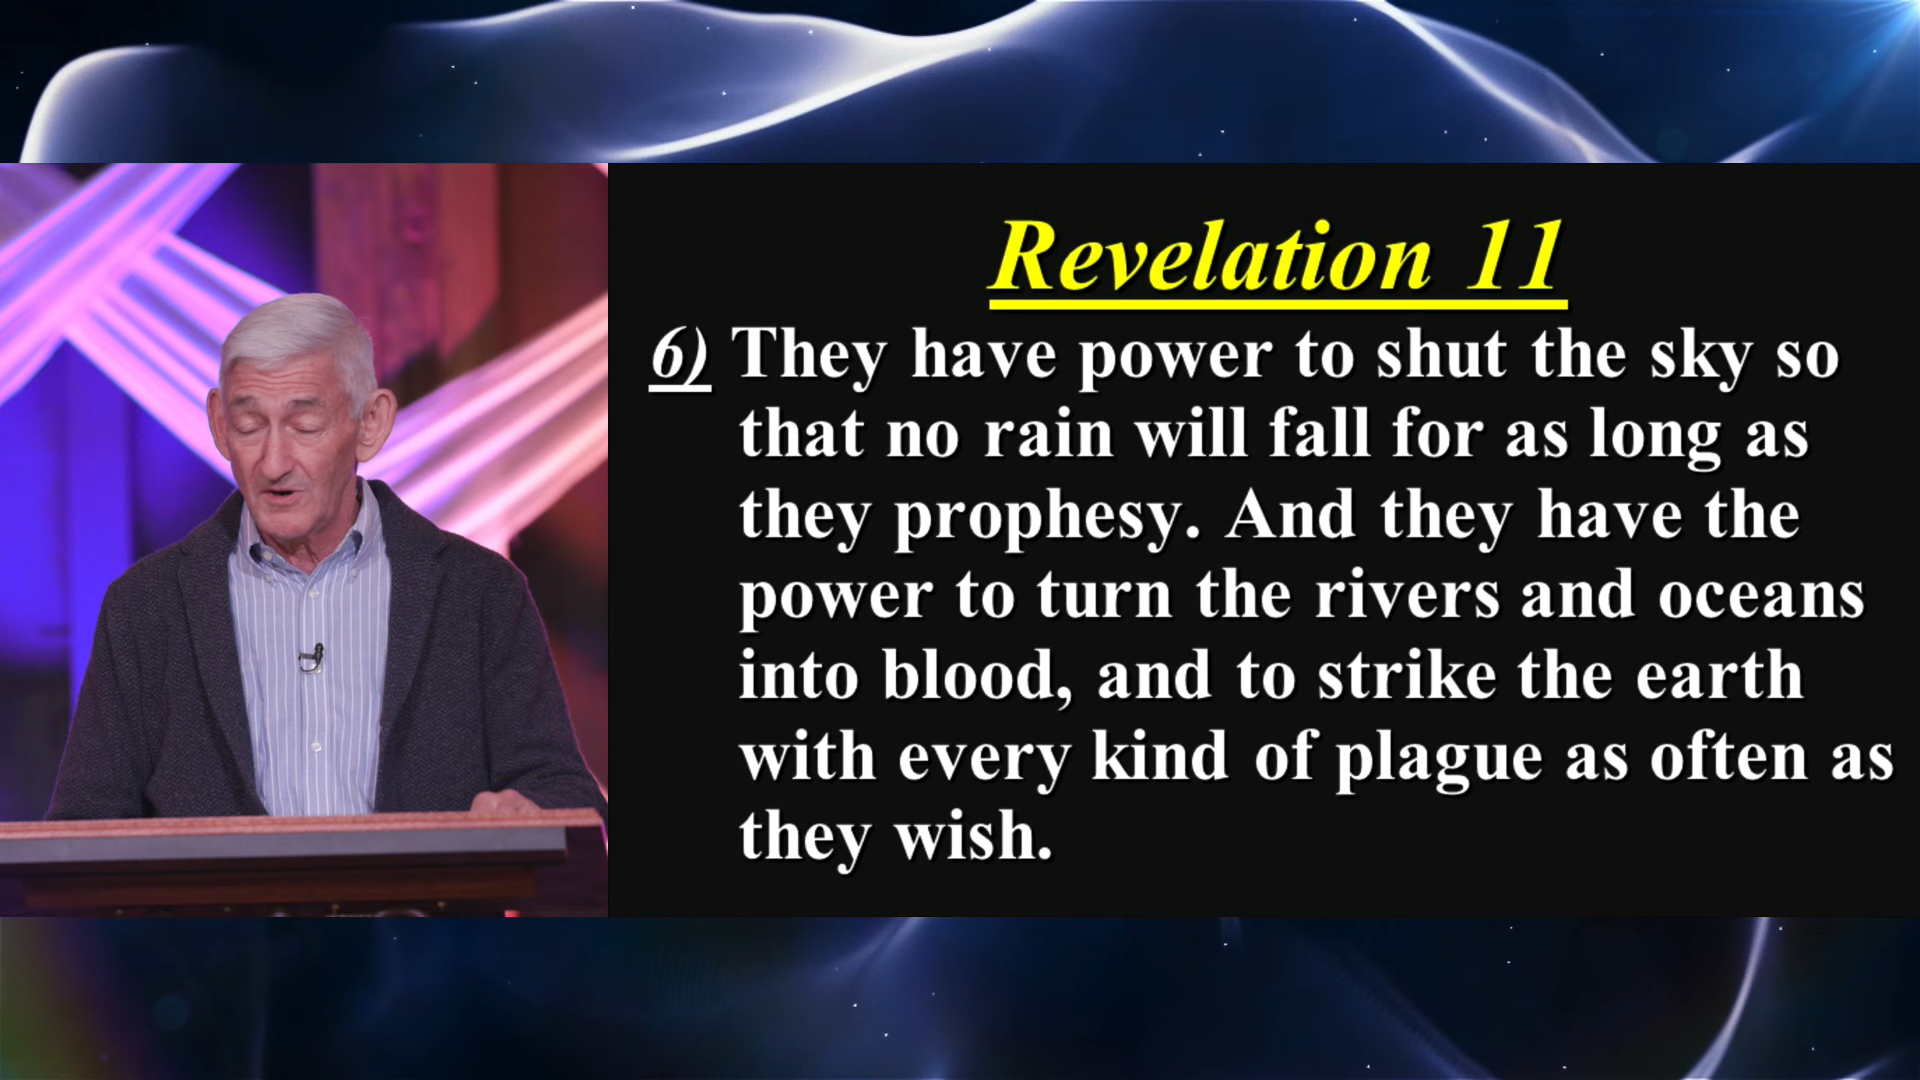 Revelation 11
6) They have power to shut the sky so
that no rain will fall for as long as
they prophesy. And they have the
power to turn the rivers and oceans
into blood, and to strike the earth
with every kind of plague as often as
they wish.